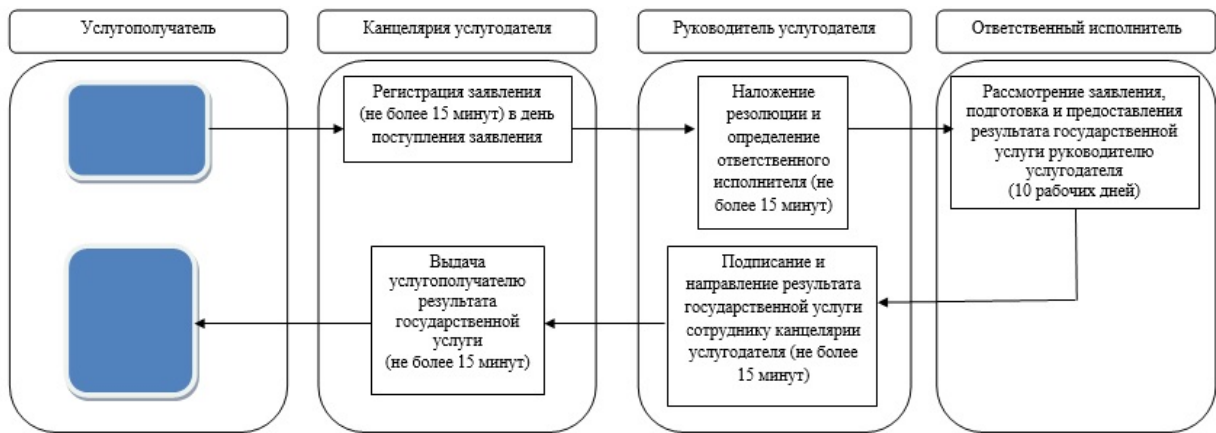 Услугополучатель
Канцелярия услугодателя
Руководитель услугодателя
Ответственный исполнитель
Регистрация заявления
(не более 15 минут) в день
поступления заявления
Наложение
резолюции и
определение
ответственного
исполнителя (не
более 15 минут)
Рассмотрение заявления,
подготовка и предоставления
результата государственной
услуги руководителю
услугодателя
(10 рабочих дней)
Выдача
услугополучателю
результата
государственной
услуги
(не более 15 минут)
Подписание и
направление результата
государственной услуги
сотруднику канцелярии
услугодателя (не более
15 минут)